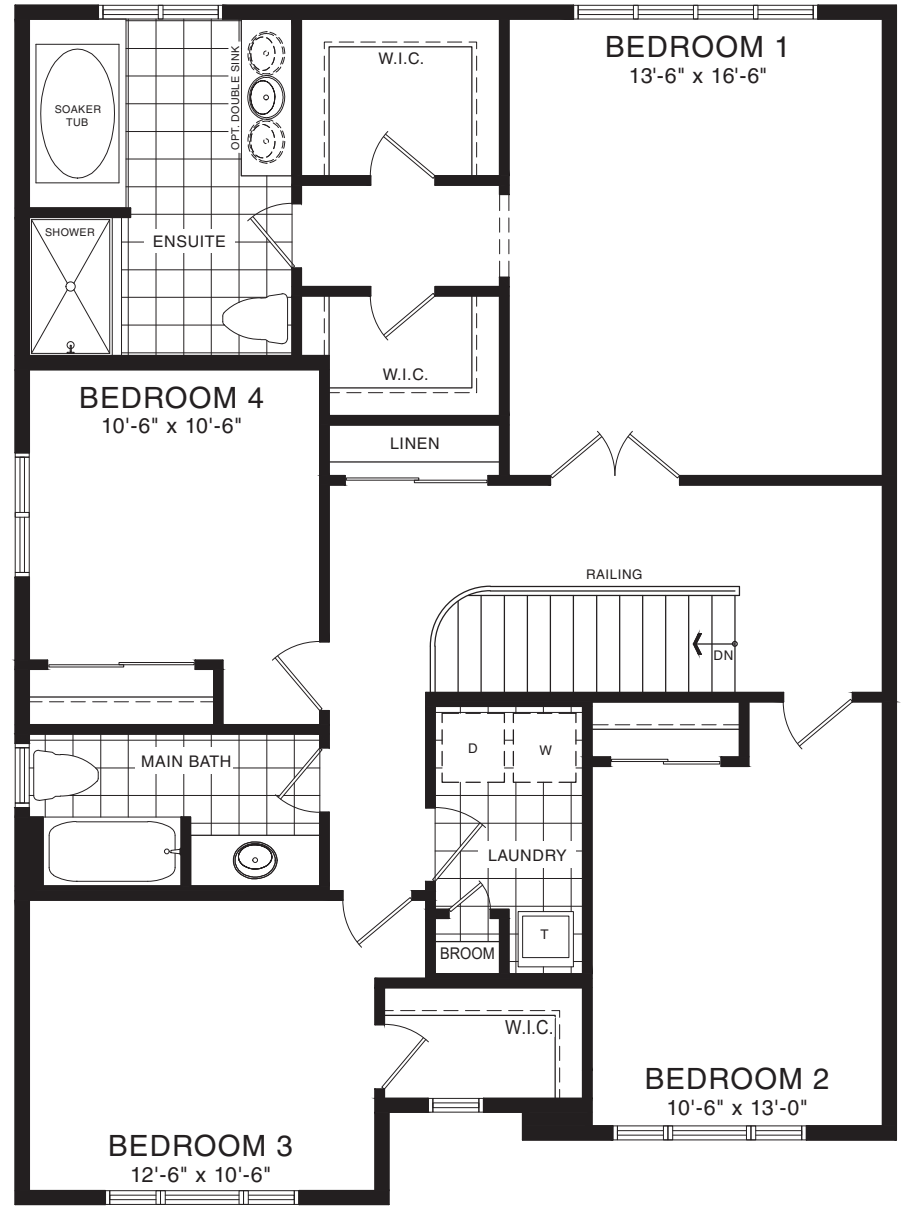 BEDROOM 1
13'-6" x 16'-6"
W.I.C.
OPT. DOUBLE SINK
SOAKER
TUB
SHOWER
ENSUITE
W.I.C.
BEDROOM 4
10'-6" x 10'-6"
LINEN
RAILING
DN
MAIN BATH
D
W
LAUNDRY
T
BROOM
W.I.C.
BEDROOM 2
10'-6" x 13'-0"
BEDROOM 3
12'-6" x 10'-6"